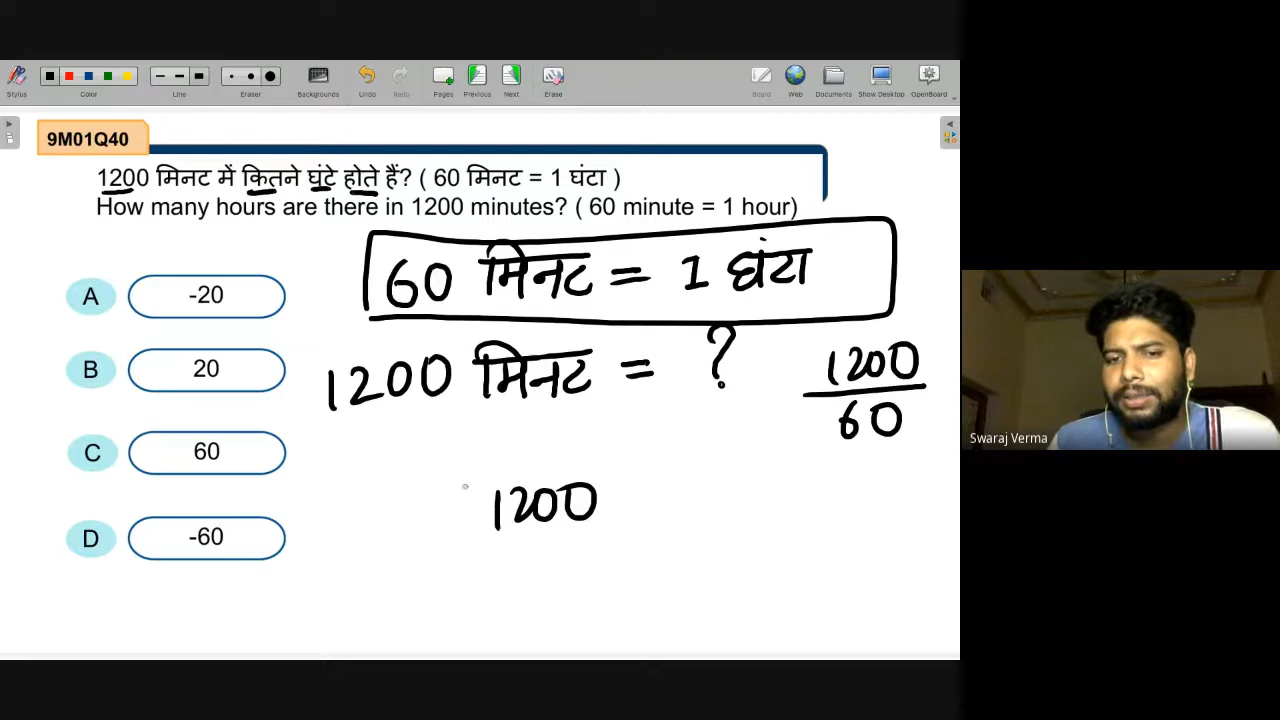 Stylus Color Line Eraser Backgrounds Undo Redo Pages Previous Next Erase Board Web Documents Show Desktop OpenBoard
9M01Q40
1200 मिनट में कितने घंटे होते हैं? ( 60 मिनट = 1 घंटा )
How many hours are there in 1200 minutes? ( 60 minute = 1 hour)
60 मिनट = 1 घंटा
A -20
B 20
C 60
D -60
1200 मिनट = ?
1200
60
1200
Swaraj Verma